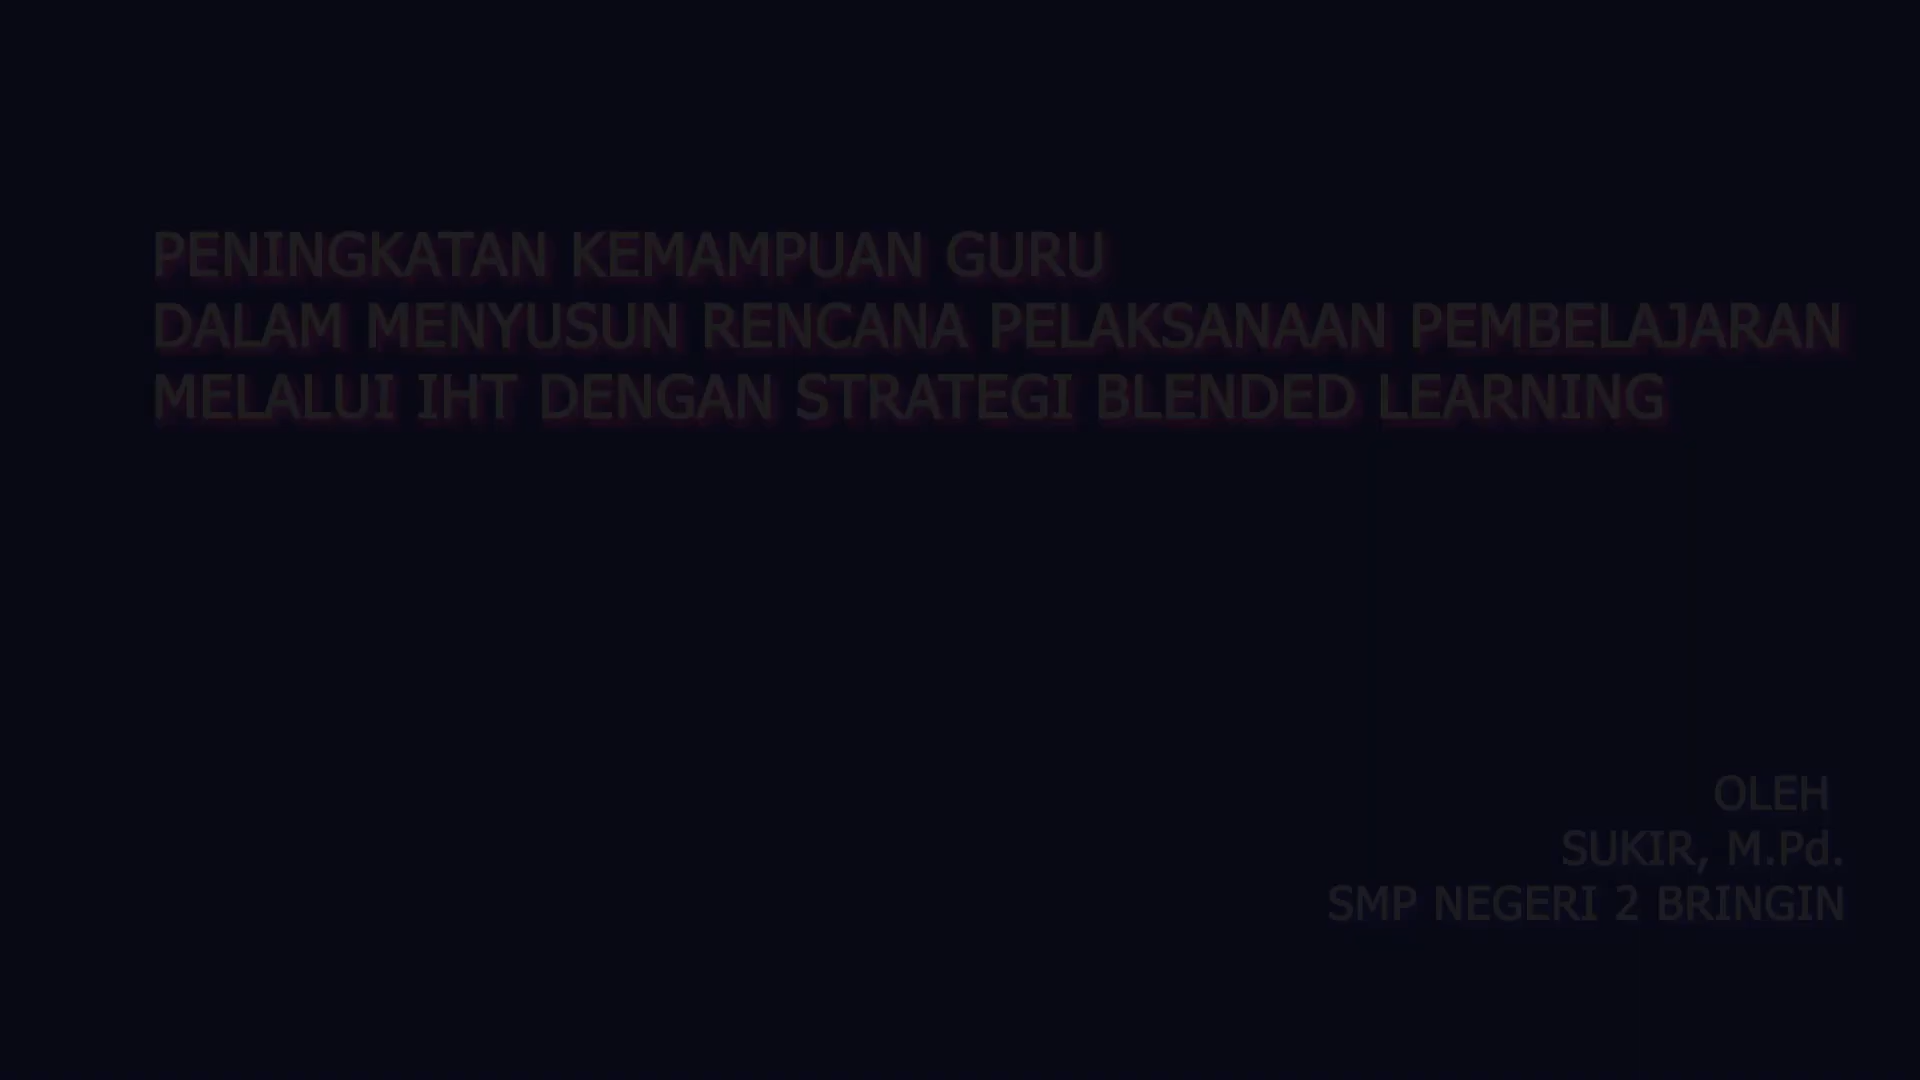 PENINGKATAN KEMAMPUAN GURU
DALAM MENYUSUN RENCANA PELAKSANAAN PEMBELAJARAN
MELALUI IHT DENGAN STRATEGI BLENDED LEARNING
OLEH
SUKIR, M.Pd.
SMP NEGERI 2 BRINGIN